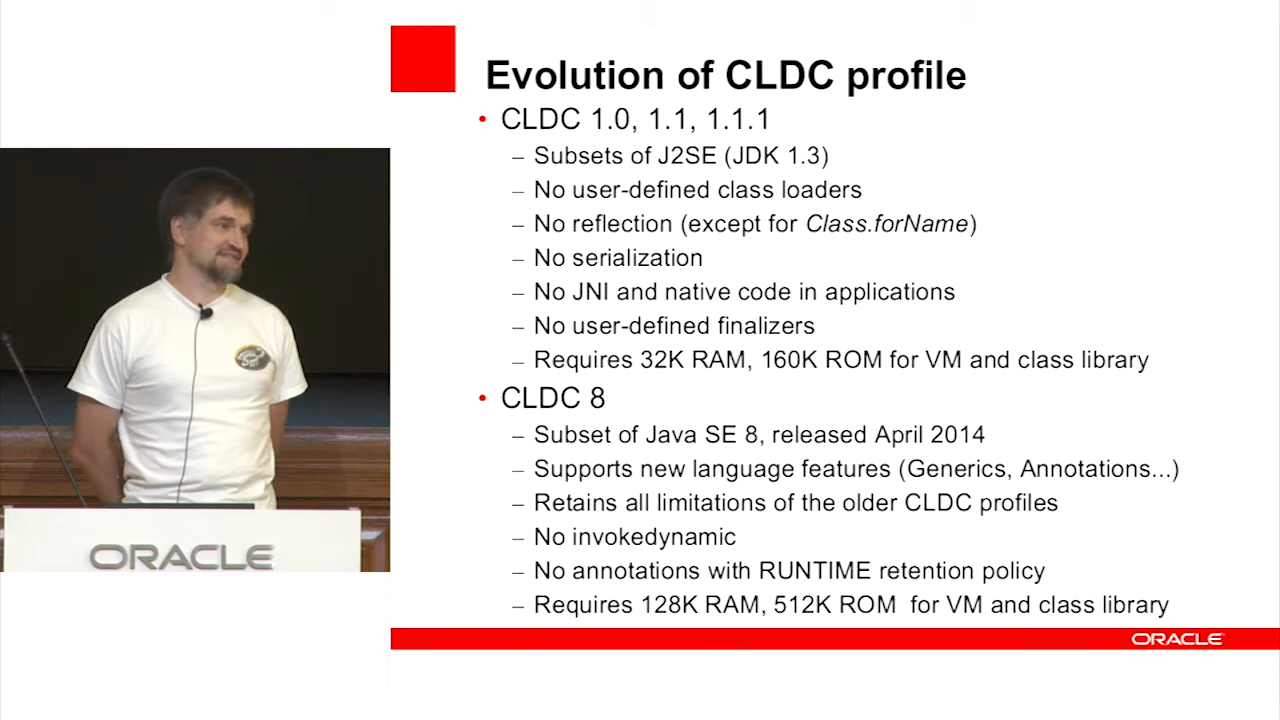 Evolution of CLDC profile
• CLDC 1.0, 1.1, 1.1.1
– Subsets of J2SE (JDK 1.3)
– No user-defined class loaders
– No reflection (except for Class.forName)
– No serialization
– No JNI and native code in applications
– No user-defined finalizers
– Requires 32K RAM, 160K ROM for VM and class library
• CLDC 8
– Subset of Java SE 8, released April 2014
– Supports new language features (Generics, Annotations...)
– Retains all limitations of the older CLDC profiles
– No invokedynamic
– No annotations with RUNTIME retention policy
– Requires 128K RAM, 512K ROM  for VM and class library
ORACLE
ORACLE